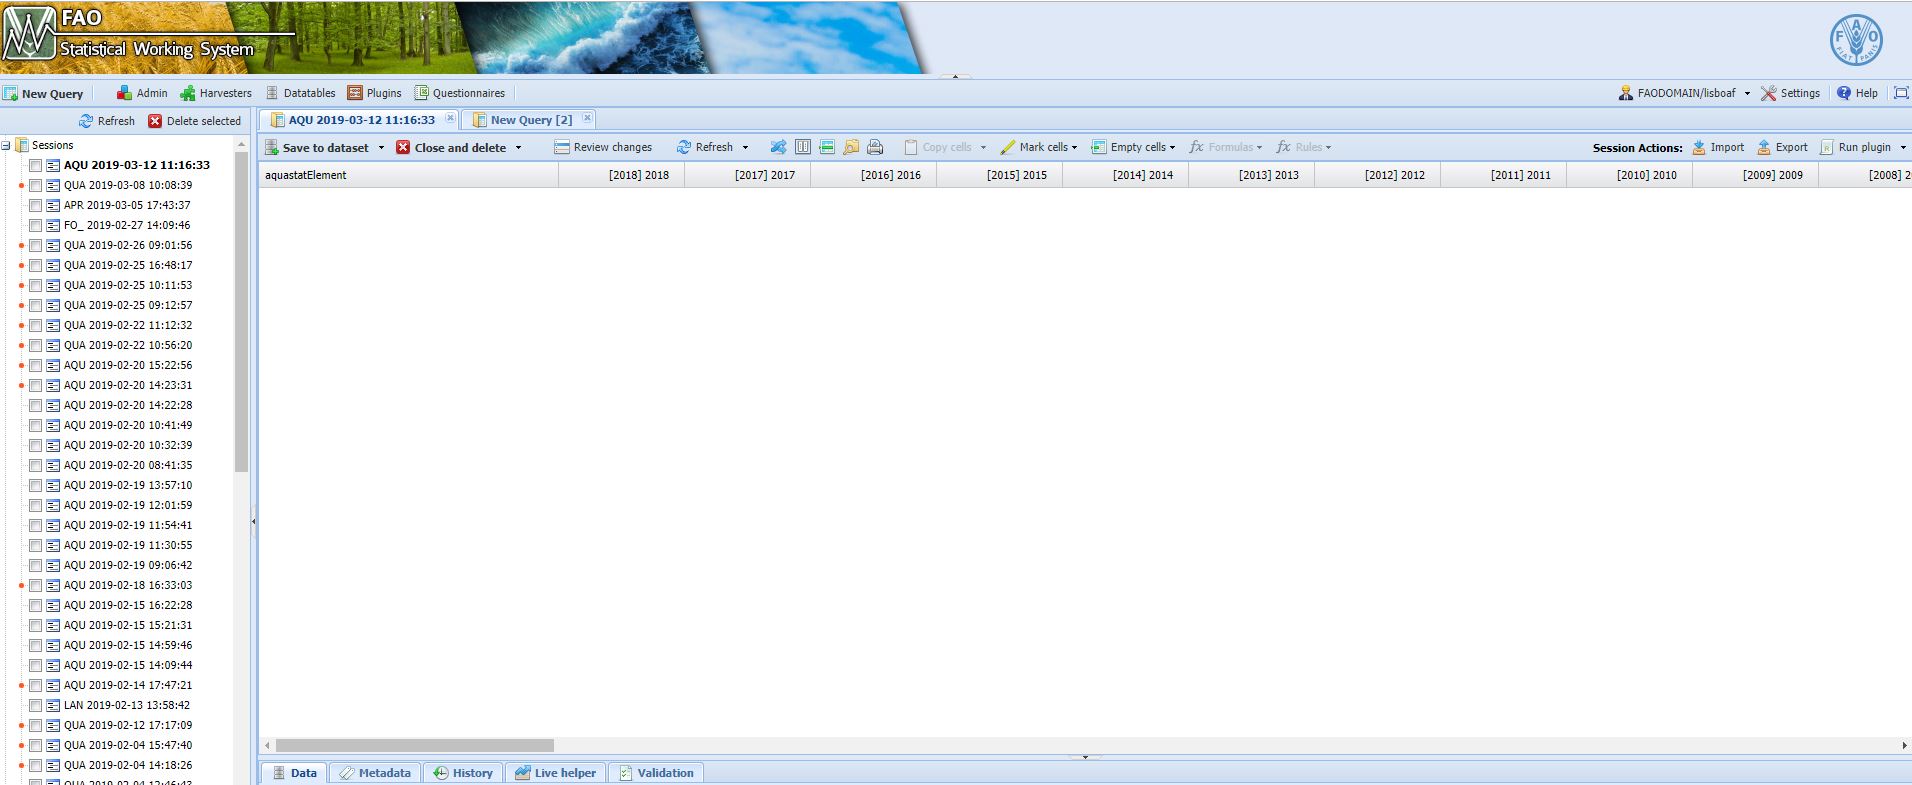 FAO
Statistical Working System
F A O
FIAT PANIS
New Query Admin Harvesters Datatables Plugins Questionnaires FAODOMAIN/lisboaf Settings Help
Refresh Delete selected
AQU 2019-03-12 11:16:33 New Query [2]
Save to dataset Close and delete Review changes Refresh Copy cells Mark cells Empty cells fx Formulas fx Rules Session Actions: Import Export Run plugin
aquastatElement [2018] 2018 [2017] 2017 [2016] 2016 [2015] 2015 [2014] 2014 [2013] 2013 [2012] 2012 [2011] 2011 [2010] 2010 [2009] 2009 [2008] 2
Sessions
AQU 2019-03-12 11:16:33
QUA 2019-03-08 10:08:39
APR 2019-03-05 17:43:37
FO_ 2019-02-27 14:09:46
QUA 2019-02-26 09:01:56
QUA 2019-02-25 16:48:17
QUA 2019-02-25 10:11:53
QUA 2019-02-25 09:12:57
QUA 2019-02-22 11:12:32
QUA 2019-02-22 10:56:20
AQU 2019-02-20 15:22:56
AQU 2019-02-20 14:23:31
AQU 2019-02-20 14:22:28
AQU 2019-02-20 10:41:49
AQU 2019-02-20 10:32:39
AQU 2019-02-20 08:41:35
AQU 2019-02-19 13:57:10
AQU 2019-02-19 12:01:59
AQU 2019-02-19 11:54:41
AQU 2019-02-19 11:30:55
AQU 2019-02-19 09:06:42
AQU 2019-02-18 16:33:03
AQU 2019-02-15 16:22:28
AQU 2019-02-15 15:21:31
AQU 2019-02-15 14:59:46
AQU 2019-02-15 14:09:44
AQU 2019-02-14 17:47:21
LAN 2019-02-13 13:58:42
QUA 2019-02-12 17:17:09
QUA 2019-02-04 15:47:40
QUA 2019-02-04 14:18:26
QUA 2019-02-04 12:46:43
Data Metadata History Live helper Validation